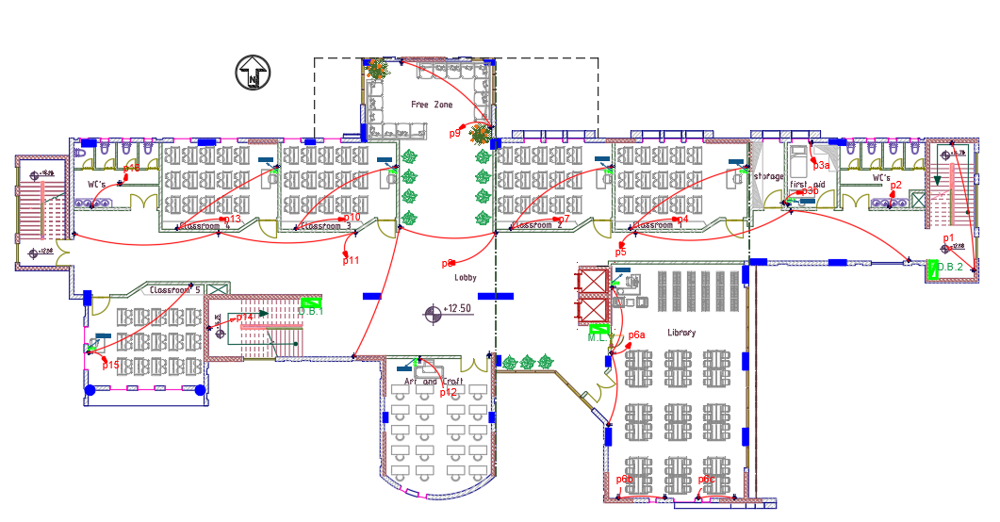 N
Free Zone
p9
WC's
p16
Classroom 4
p13
Classroom 3
p10
Classroom 2
p7
Classroom 1
p4
storage
first aid
p3a
p3b
WC's
p2
p11
p8
p5
p1
D.B.2
Lobby
+12.50
Classroom 5
D.B.1
p14
p15
M.L.
Library
p6a
Art and Craft
p12
p6b
p6c